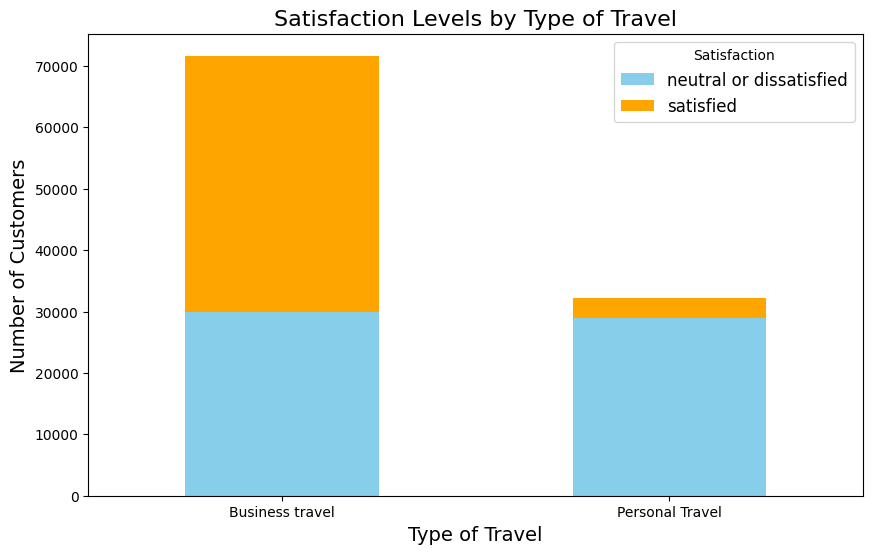 Satisfaction Levels by Type of Travel
Satisfaction
neutral or dissatisfied
satisfied
Number of Customers
70000
60000
50000
40000
30000
20000
10000
0
Business travel
Personal Travel
Type of Travel